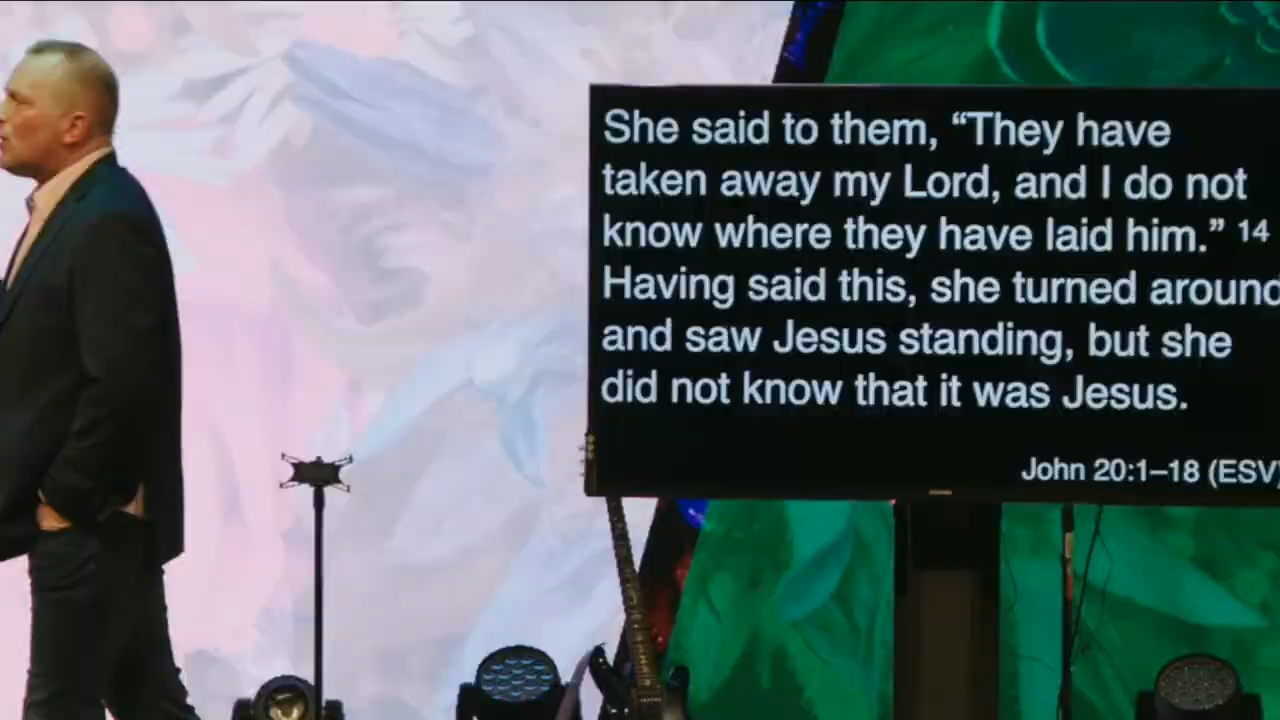 She said to them, “They have
taken away my Lord, and I do not
know where they have laid him.” 14
Having said this, she turned around
and saw Jesus standing, but she
did not know that it was Jesus.
John 20:1–18 (ESV)